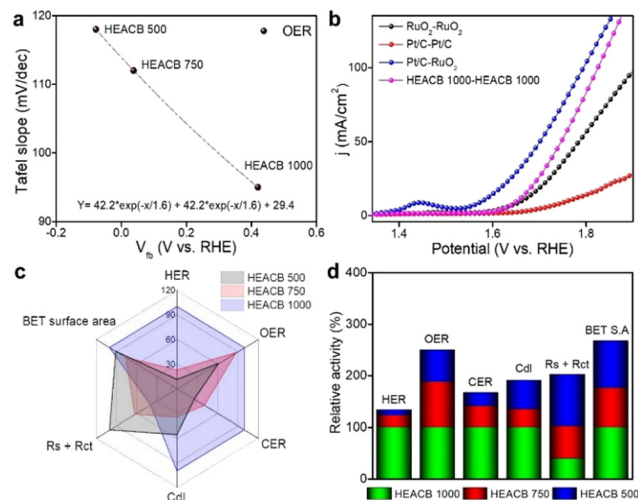 a
Tafel slope (mV/dec)
120
110
100
90
HEACB 500
OER
HEACB 750
HEACB 1000
Y= 42.2*exp(-x/1.6) + 42.2*exp(-x/1.6) + 29.4
-0.2 0.0 0.2 0.4 0.6
Vfb (V vs. RHE)
b
j (mA/cm²)
100
50
0
RuO2-RuO2
Pt/C-Pt/C
Pt/C-RuO2
HEACB 1000-HEACB 1000
1.4 1.6 1.8
Potential (V vs. RHE)
c
HER
120
90
60
30
HEACB 500
HEACB 750
HEACB 1000
BET surface area
OER
Rs + Rct
CER
Cdl
d
Relative activity (%)
400
300
200
100
0
HER
OER
CER
Cdl
Rs + Rct
BET S.A
HEACB 1000 HEACB 750 HEACB 500